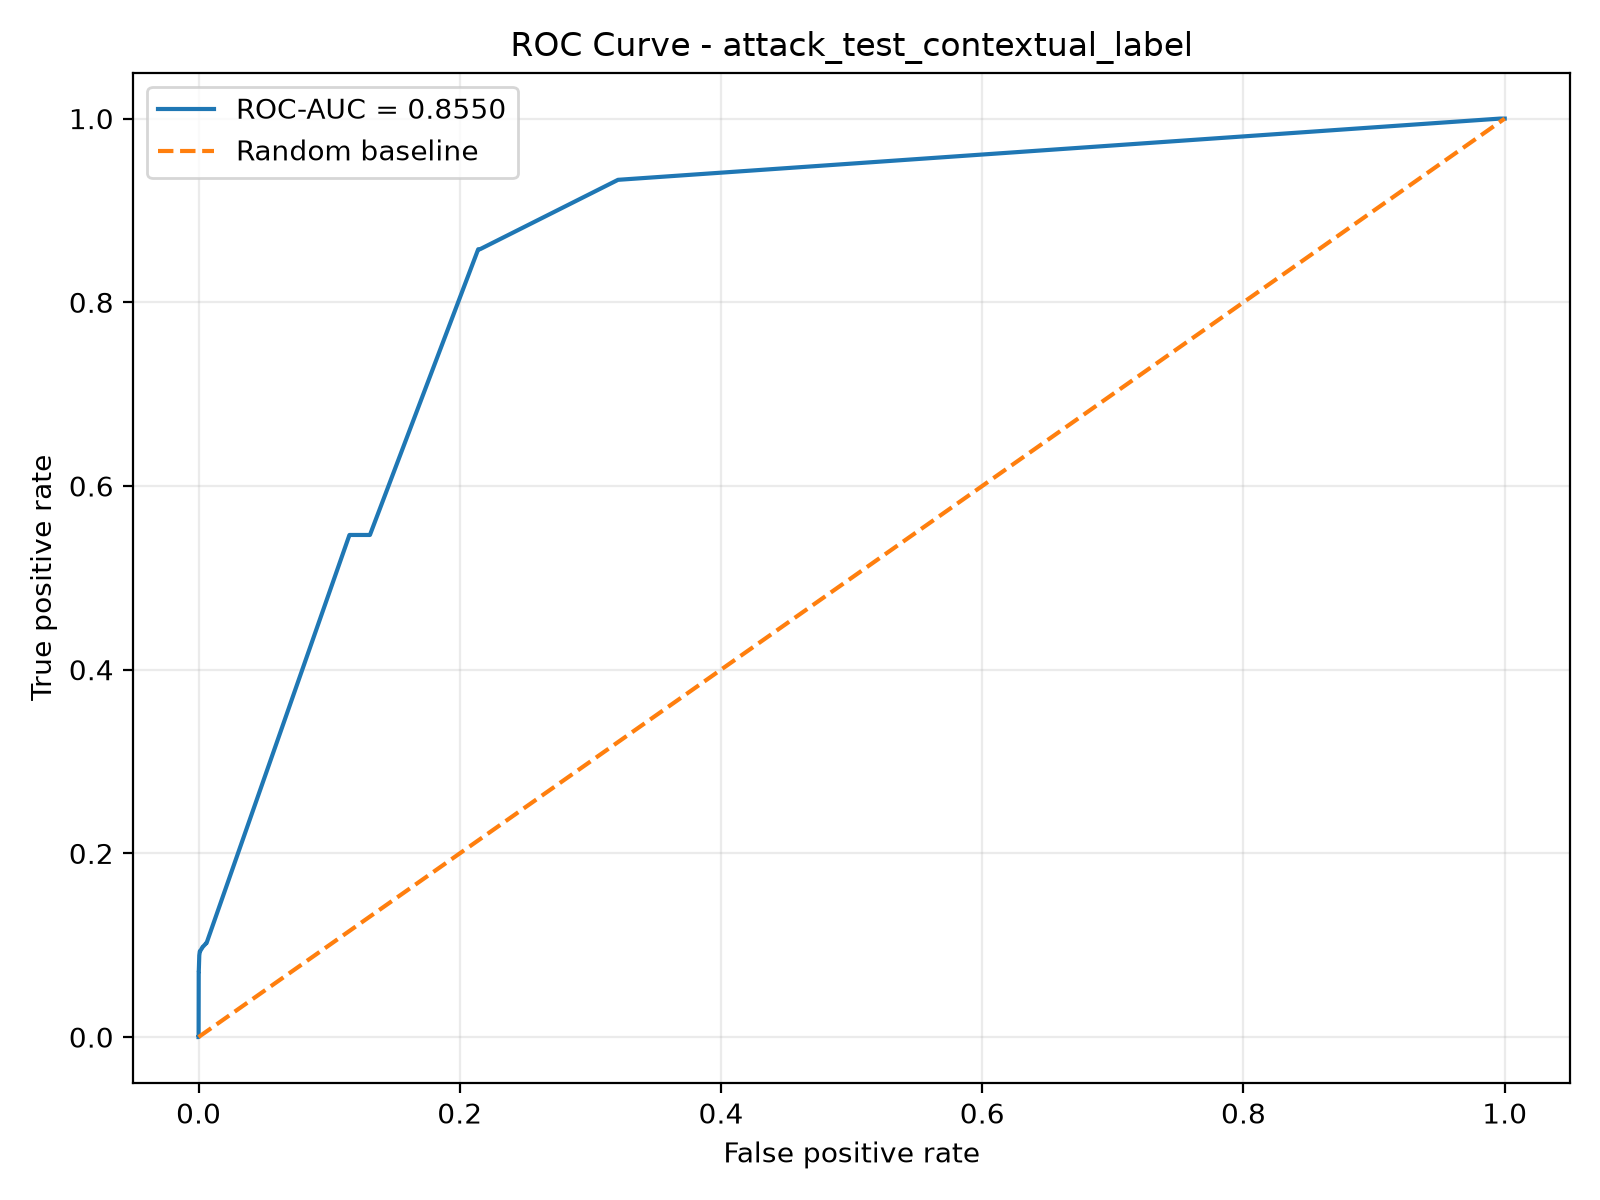 ROC Curve - attack_test_contextual_label
ROC-AUC = 0.8550
Random baseline
True positive rate
1.0
0.8
0.6
0.4
0.2
0.0
0.0 0.2 0.4 0.6 0.8 1.0
False positive rate